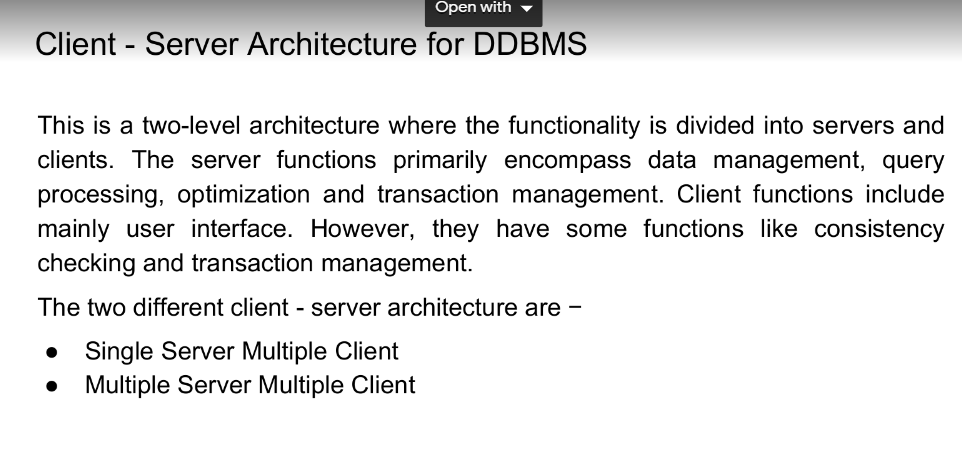 Open with
Client - Server Architecture for DDBMS
This is a two-level architecture where the functionality is divided into servers and
clients. The server functions primarily encompass data management, query
processing, optimization and transaction management. Client functions include
mainly user interface. However, they have some functions like consistency
checking and transaction management.
The two different client - server architecture are −
● Single Server Multiple Client
● Multiple Server Multiple Client